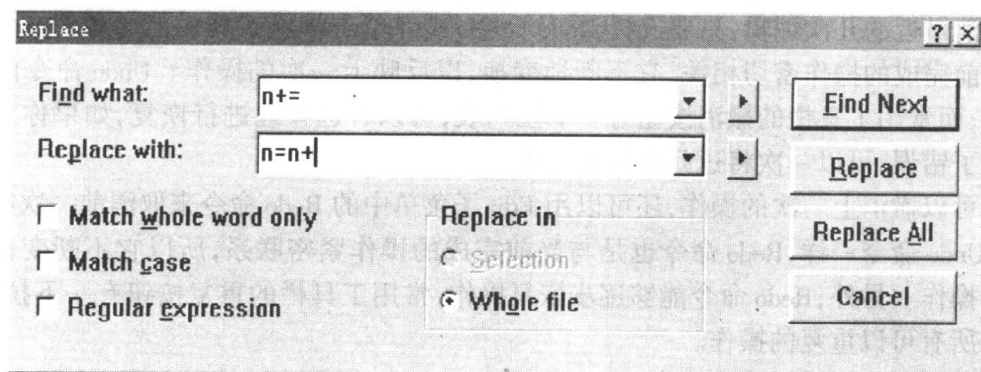 Replace
Find what:
n+=
Find Next
Replace with:
n=n+
Replace
Match whole word only
Replace in
Replace All
Match case
Selection
Regular expression
Whole file
Cancel